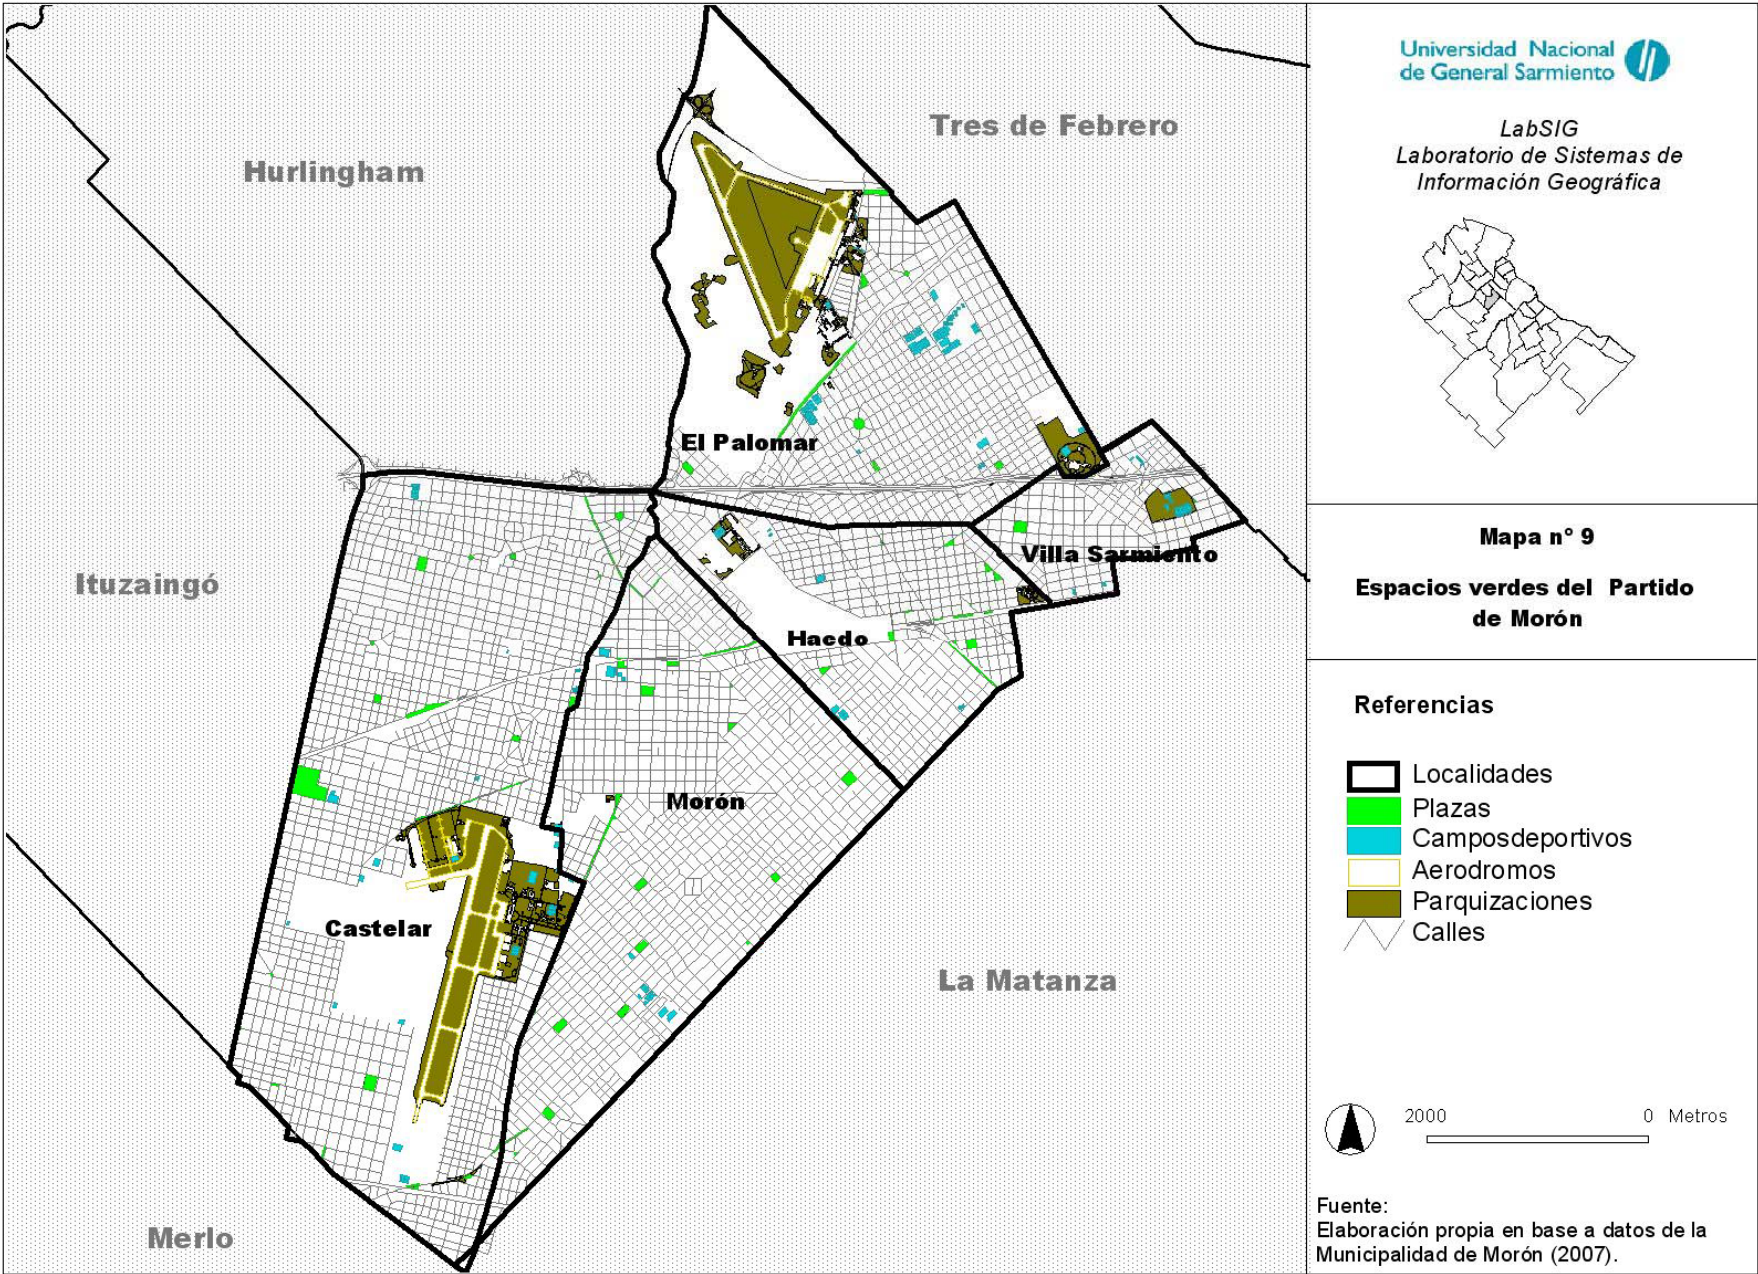 Tres de Febrero
Hurlingham
El Palomar
Villa Sarmiento
Ituzaingó
Haedo
Morón
Castelar
La Matanza
Merlo
Universidad Nacional
de General Sarmiento
LabSIG
Laboratorio de Sistemas de
Información Geográfica
Mapa n° 9
Espacios verdes del Partido
de Morón
Referencias
Localidades
Plazas
Camposdeportivos
Aerodromos
Parquizaciones
Calles
2000 0 Metros
Fuente:
Elaboración propia en base a datos de la
Municipalidad de Morón (2007).